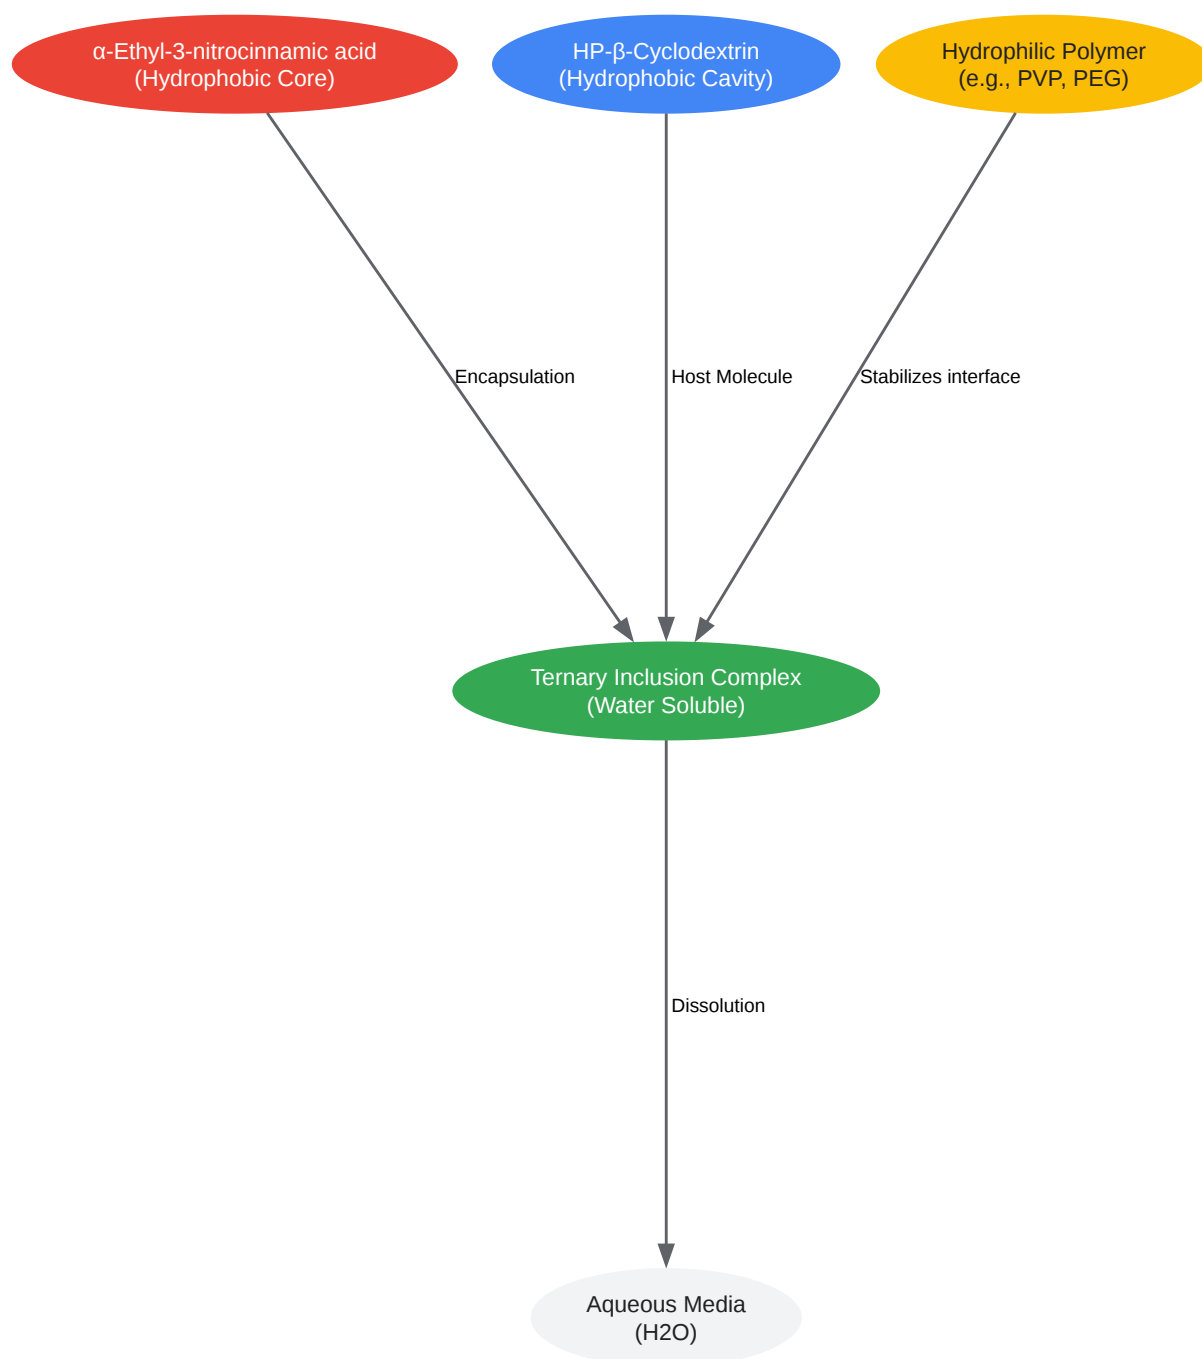 α-Ethyl-3-nitrocinnamic acid
(Hydrophobic Core)
HP-β-Cyclodextrin
(Hydrophobic Cavity)
Hydrophilic Polymer
(e.g., PVP, PEG)
Encapsulation
Host Molecule
Stabilizes interface
Ternary Inclusion Complex
(Water Soluble)
Dissolution
Aqueous Media
(H2O)